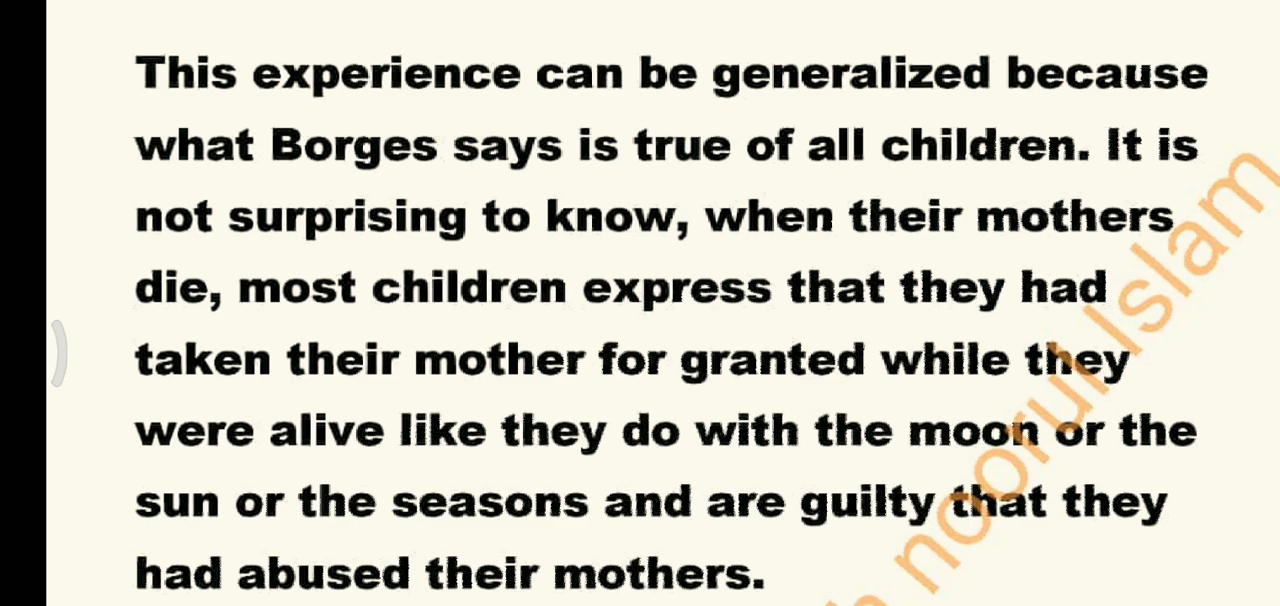 This experience can be generalized because
what Borges says is true of all children. It is
not surprising to know, when their mothers
die, most children express that they had
taken their mother for granted while they
were alive like they do with the moon or the
sun or the seasons and are guilty that they
had abused their mothers.
noorul Islam